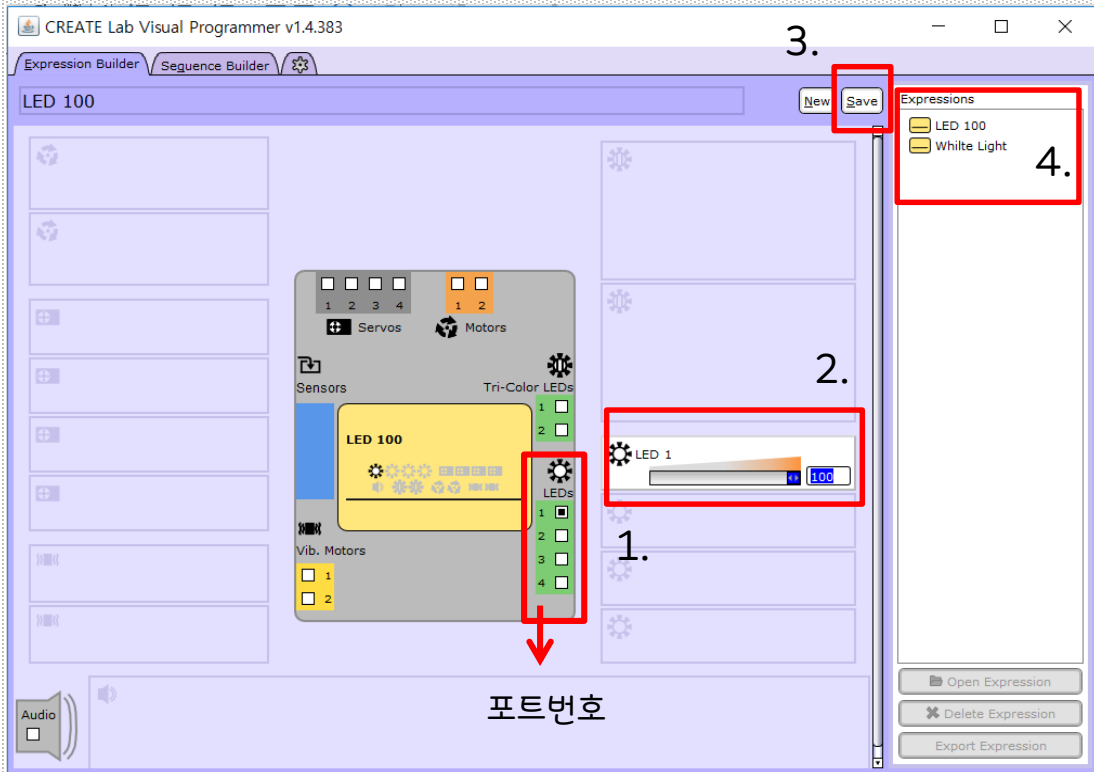 CREATE Lab Visual Programmer v1.4.383
3.
Expression Builder
Sequence Builder
LED 100
New
Save
Expressions
LED 100
Whilte Light
4.
1 2 3 4
1 2
Servos
Motors
Sensors
Tri-Color LEDs
1
2
LED 100
LEDs
1
2
3
4
Vib. Motors
1
2
2.
LED 1
100
1.
포트번호
Audio
Open Expression
Delete Expression
Export Expression